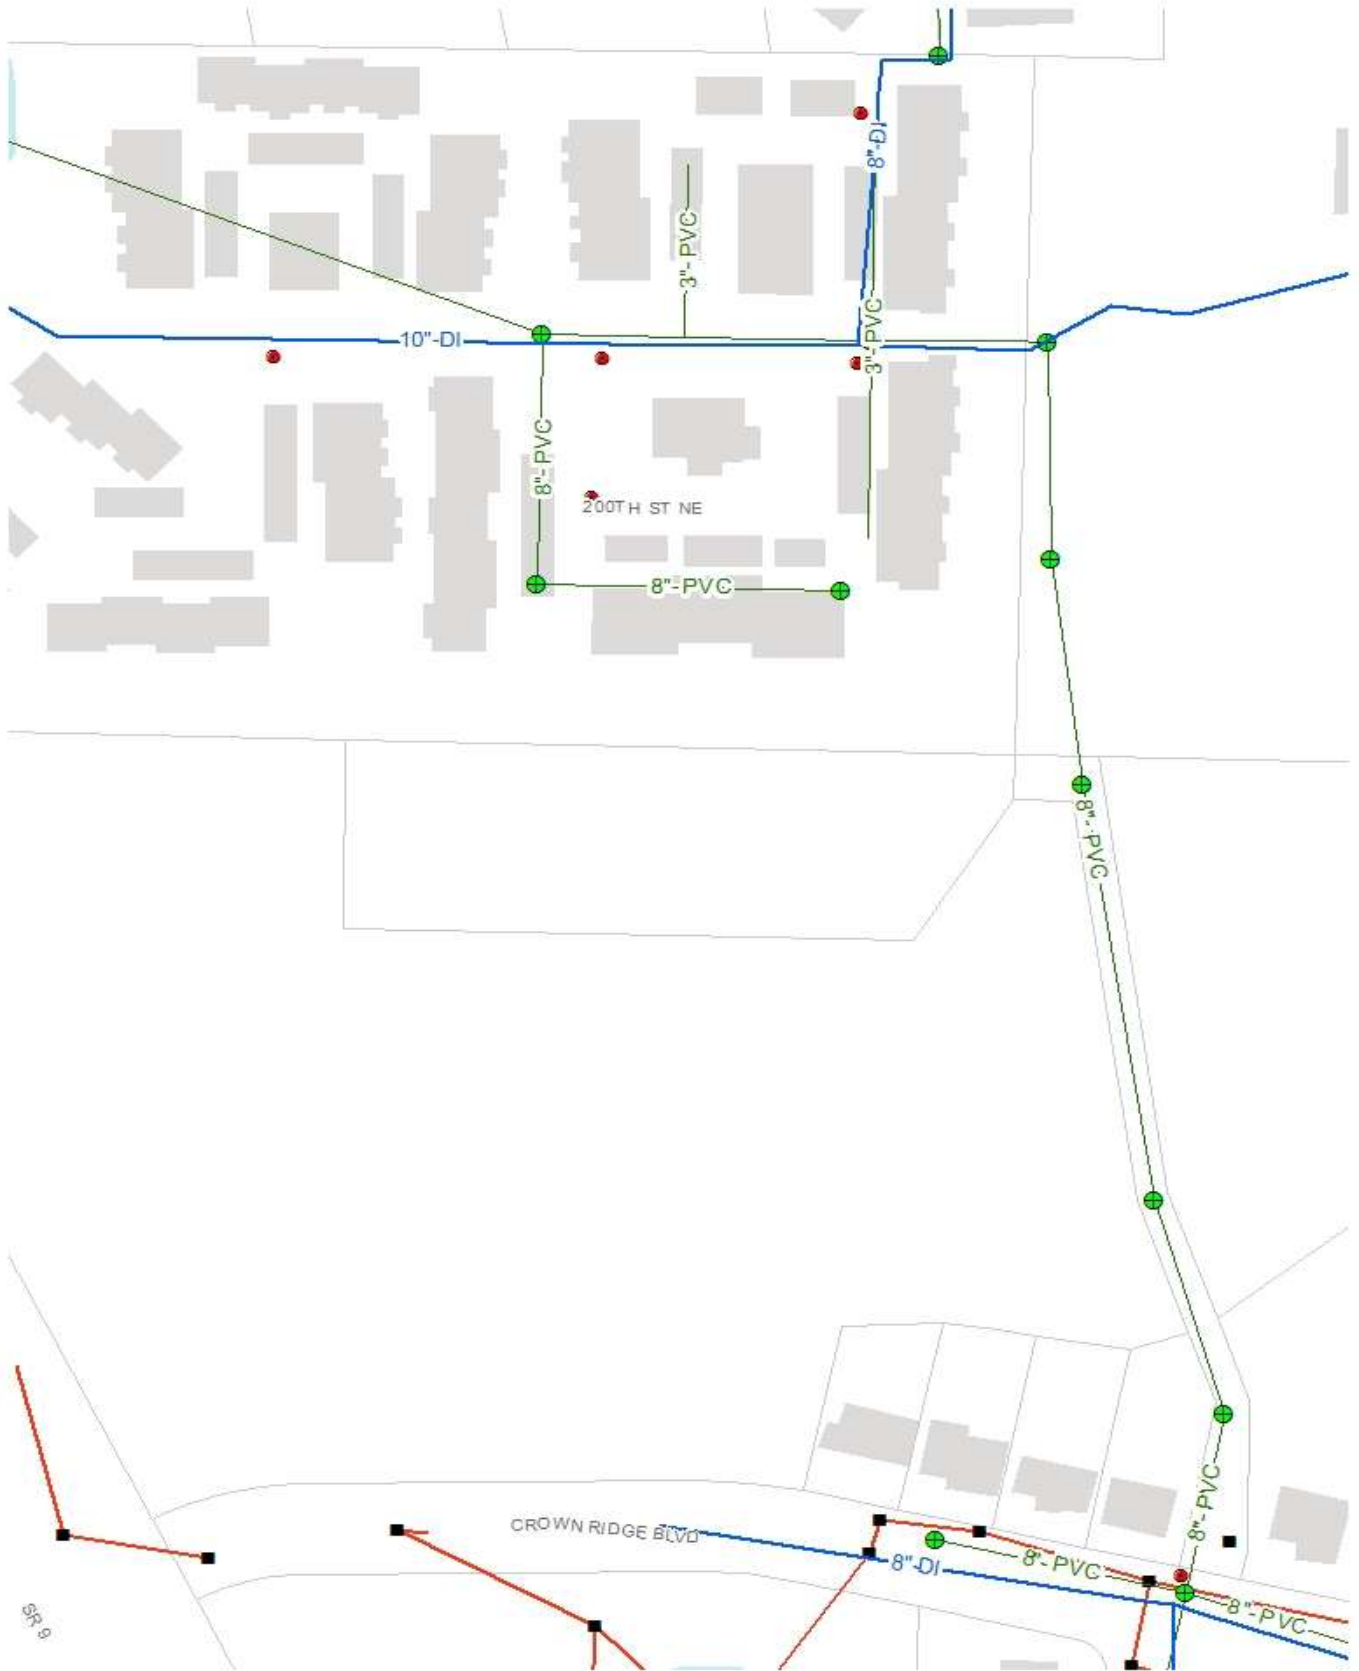 8"-DI
3"- PVC
3"-PVC
10"-DI
8"- PVC
200TH ST NE
8"-PVC
8"- PVC
8"-PVC
CROWN RIDGE BLVD
8"-DI
8"-PVC
8"-PVC
SR 9